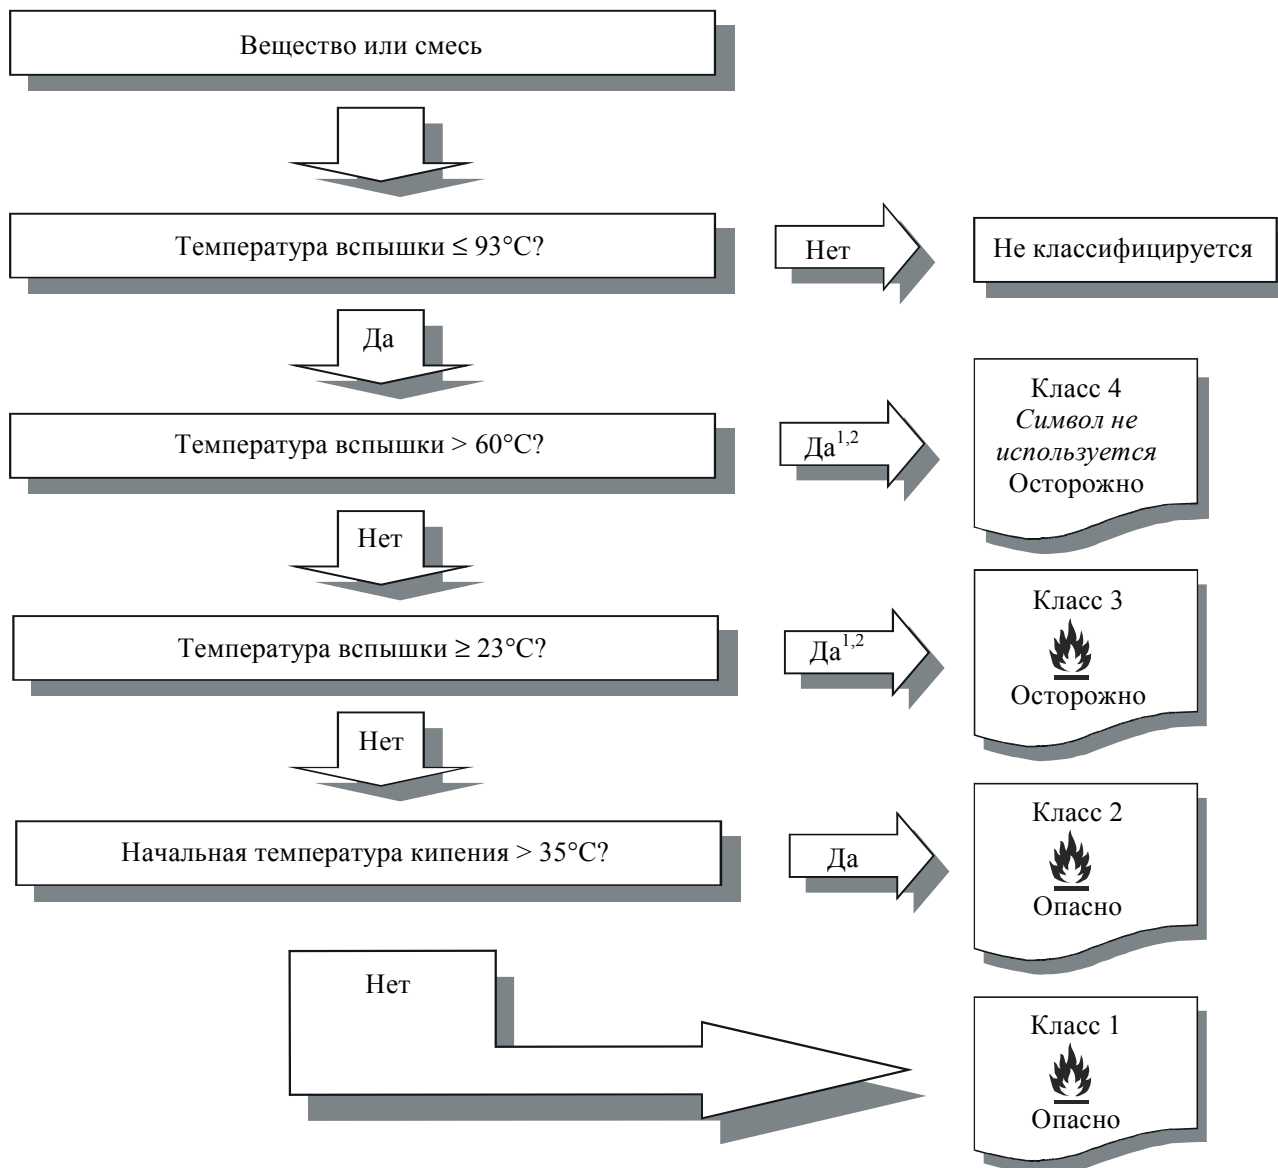 Вещество или смесь
Температура вспышки ≤ 93°C?
Нет
Не классифицируется
Да
Температура вспышки > 60°C?
Да1,2
Класс 4
Символ не
используется
Осторожно
Нет
Температура вспышки ≥ 23°C?
Да1,2
Класс 3
Осторожно
Нет
Начальная температура кипения > 35°C?
Да
Класс 2
Опасно
Нет
Класс 1
Опасно